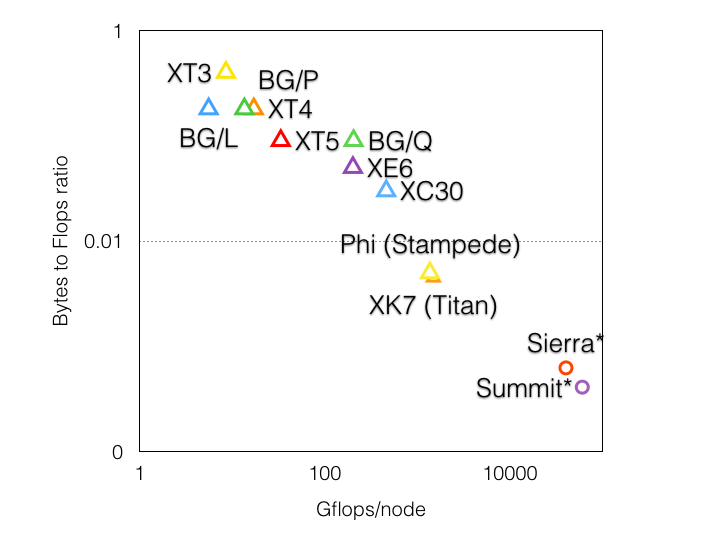 1
XT3
BG/P
XT4
BG/L
XT5
BG/Q
XE6
XC30
Bytes to Flops ratio
0.01
Phi (Stampede)
XK7 (Titan)
Sierra*
Summit*
0
1
100
10000
Gflops/node